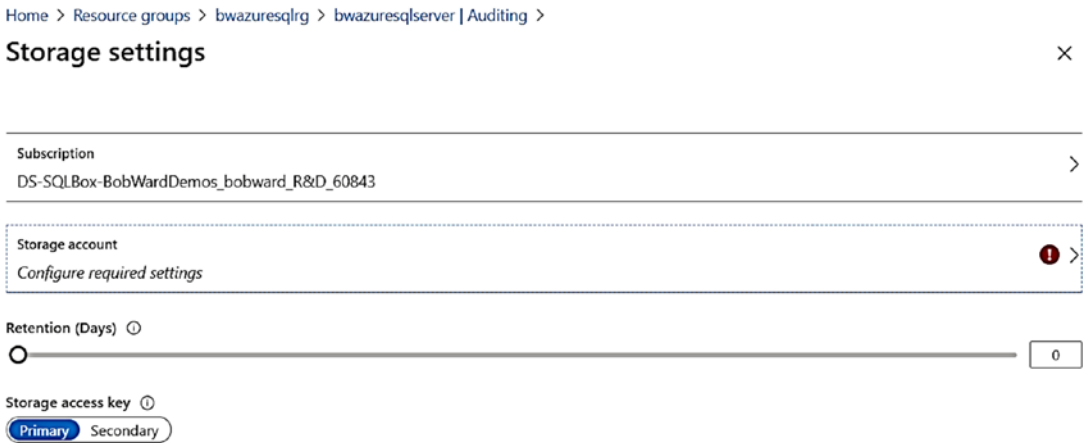 Home > Resource groups > bwazuresqlrg > bwazuresqlserver | Auditing >
Storage settings
Subscription
DS-SQLBox-BobWardDemos_bobward_R&D_60843
Storage account
Configure required settings
Retention (Days)
0
Storage access key
Primary Secondary